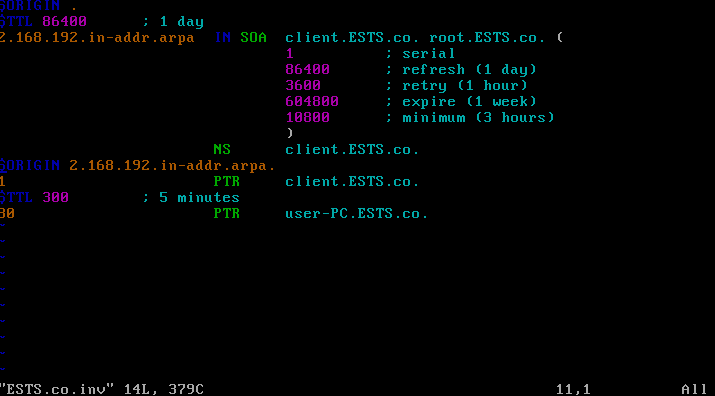 $ORIGIN .
$TTL 86400 ; 1 day
2.168.192.in-addr.arpa IN SOA client.ESTS.co. root.ESTS.co. (
1 ; serial
86400 ; refresh (1 day)
3600 ; retry (1 hour)
604800 ; expire (1 week)
10800 ; minimum (3 hours)
)
NS client.ESTS.co.
$ORIGIN 2.168.192.in-addr.arpa.
1 PTR client.ESTS.co.
$TTL 300 ; 5 minutes
30 PTR user-PC.ESTS.co.
~
~
~
~
~
~
~
~
~
~
"ESTS.co.inv" 14L, 379C 11,1 All